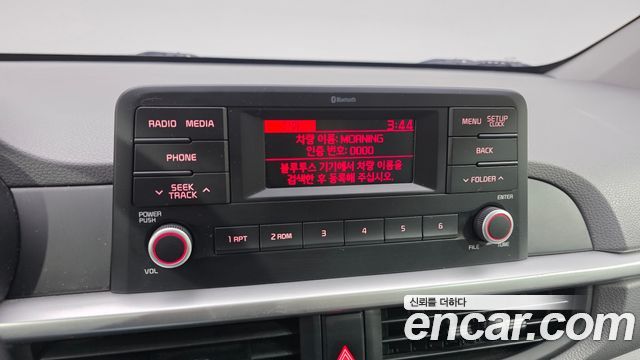 Bluetooth
3:44
차량 이름: MORNING
인증 번호: 0000
블루투스 기기에서 차량 이름을
검색한 후 등록해 주십시오.
RADIO MEDIA
PHONE
SEEK
TRACK
MENU SETUP
CLOCK
BACK
FOLDER
POWER
PUSH
VOL
1 RPT
2 RDM
3
4
5
6
ENTER
FILE
TUNE
신뢰를 더하다
encar.com